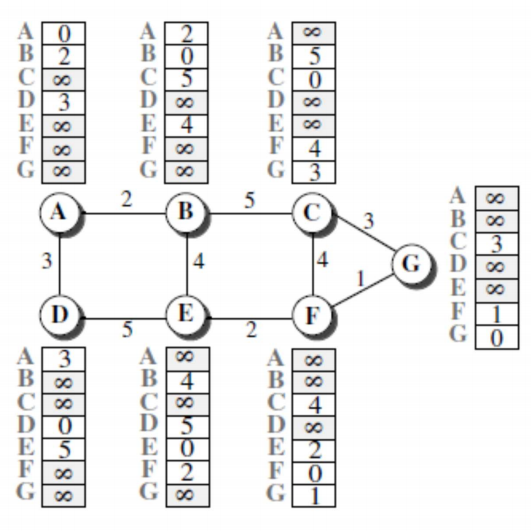 A 0 A 2 A ∞
B 2 B 0 B 5
C ∞ C 5 C 0
D 3 D ∞ D ∞
E ∞ E 4 E ∞
F ∞ F ∞ F 4
G ∞ G ∞ G 3
A 2 B 5 C 3
3 4 4 1 G
D 5 E 2 F
A ∞
B ∞
C 3
D ∞
E ∞
F 1
G 0
A 3 A ∞ A ∞
B ∞ B 4 B ∞
C ∞ C ∞ C 4
D 0 D 5 D ∞
E 5 E 0 E 2
F ∞ F 2 F 0
G ∞ G ∞ G 1